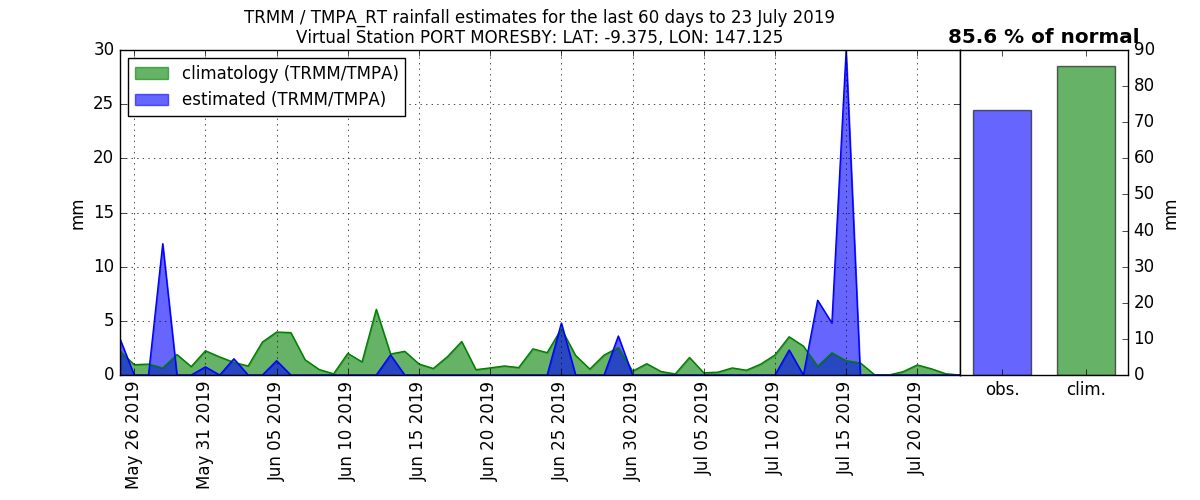 TRMM / TMPA_RT rainfall estimates for the last 60 days to 23 July 2019
Virtual Station PORT MORESBY: LAT: -9.375, LON: 147.125
85.6 % of normal
climatology (TRMM/TMPA)
estimated (TRMM/TMPA)
30
25
20
15
10
5
0
mm
May 26 2019
May 31 2019
Jun 05 2019
Jun 10 2019
Jun 15 2019
Jun 20 2019
Jun 25 2019
Jun 30 2019
Jul 05 2019
Jul 10 2019
Jul 15 2019
Jul 20 2019
obs.
clim.
90
80
70
60
50
40
30
20
10
0
mm